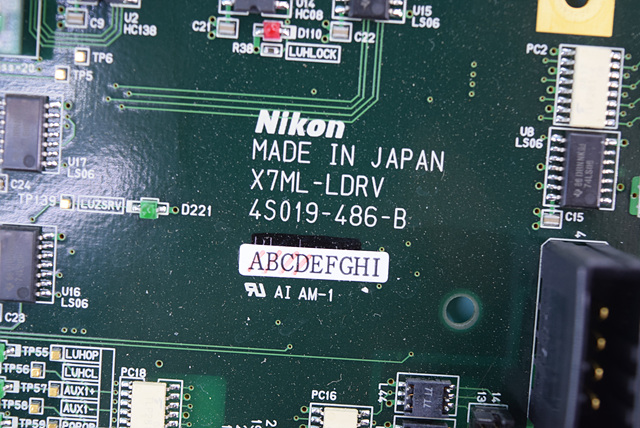 C9
U2
HC138
C21
U14
HC08
D110
R38
LUHLOCK
C22
U15
LS06
TP6
TP5
PC2
U8
LS06
Nikon
MADE IN JAPAN
X7ML-LDRV
4S019-486-B
ABCDEFGHI
AI AM-1
U17
LS06
C24
TP139
LUZSRV
D221
C15
U16
LS06
C23
TP55 LUHOP
TP56 LUHCL
TP57 AUX1+
TP58 AUX1-
PC18
PC16